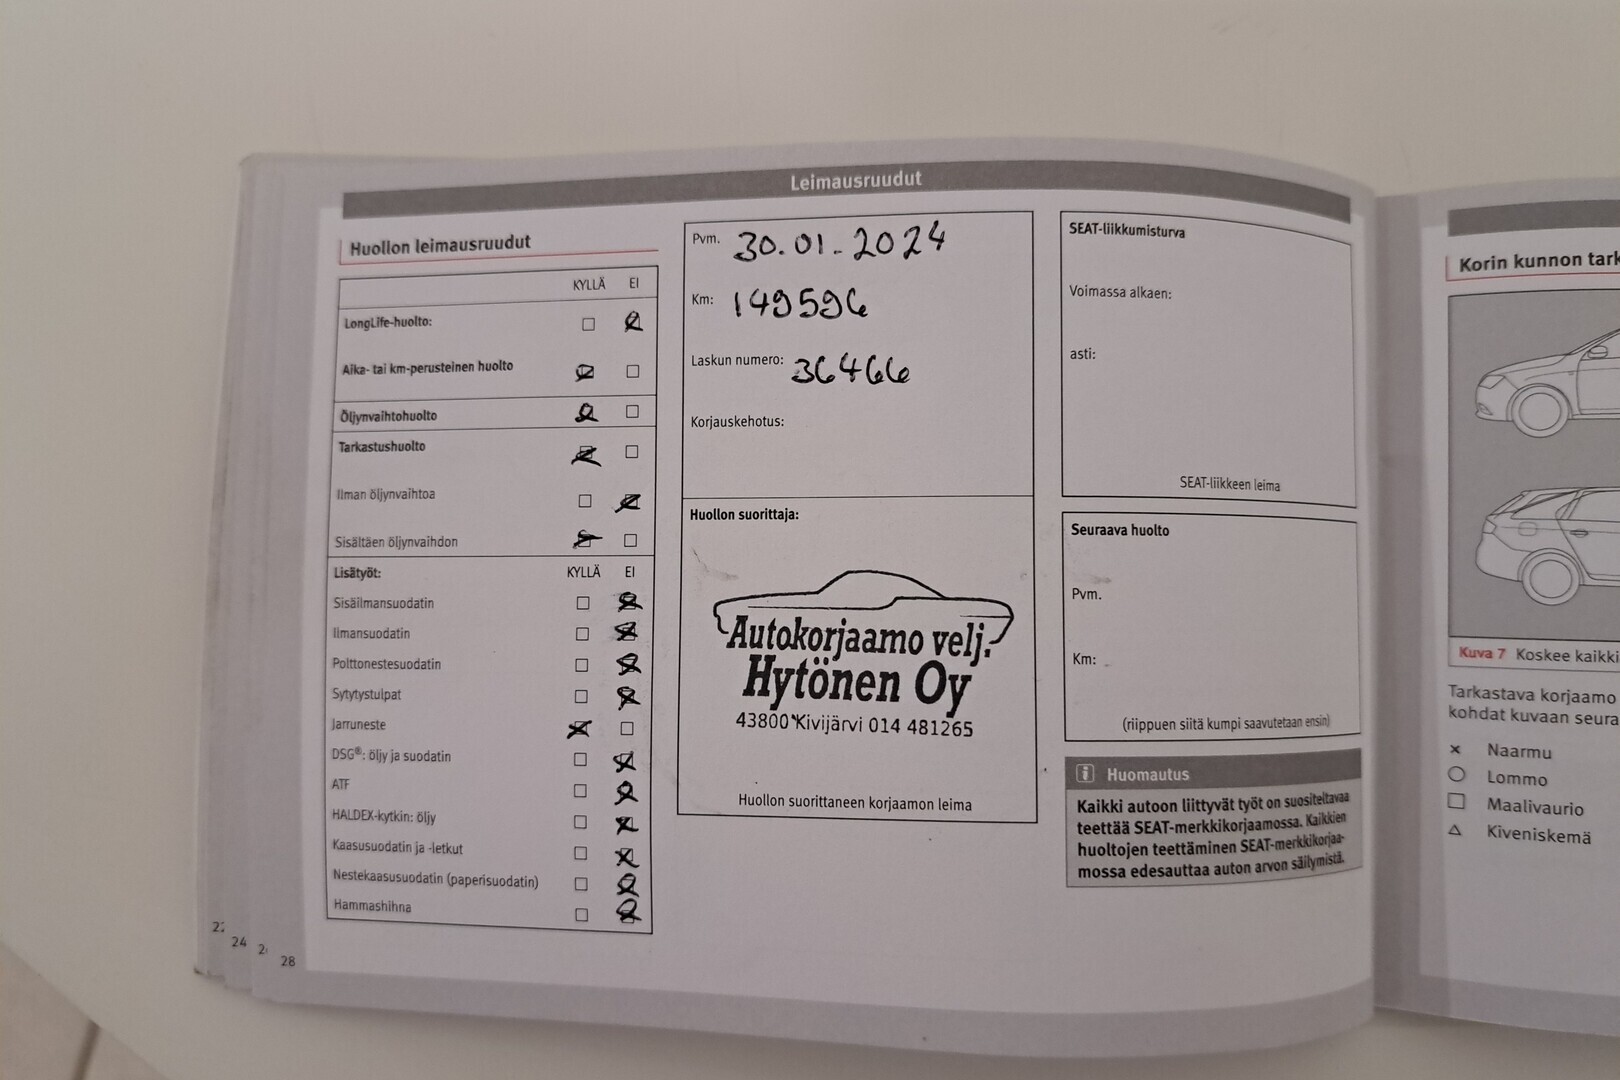 Leimausruudut
Huollon leimausruudut
KYLLÄ EI
LongLife-huolto:
Aika- tai km-perusteinen huolto
Öljynvaihtohuolto
Tarkastushuolto
Ilman öljynvaihtoa
Sisältäen öljynvaihdon
Lisätyöt: KYLLÄ EI
Sisäilmansuodatin
Ilmansuodatin
Polttonestesuodatin
Sytytystulpat
Jarruneste
DSG®: öljy ja suodatin
ATF
HALDEX-kytkin: öljy
Kaasusuodatin ja -letkut
Nestekaasusuodatin (paperisuodatin)
Hammashihna
24
28
Pvm. 30.01.2024
Km: 149596
Laskun numero: 36466
Korjauskehotus:
Huollon suorittaja:
Autokorjaamo velj.
Hytönen Oy
43800 Kivijärvi 014 481265
Huollon suorittaneen korjaamon leima
SEAT-liikkumisturva
Voimassa alkaen:
asti:
SEAT-liikkeen leima
Seuraava huolto
Pvm.
Km:
(riippuen siitä kumpi saavutetaan ensin)
Huomautus
Kaikki autoon liittyvät työt on suositeltavaa
teettää SEAT-merkkikorjaamossa. Kaikkien
huoltojen teettäminen SEAT-merkkikorjaa-
mossa edesauttaa auton arvon säilymistä.
Korin kunnon tark
Kuva 7 Koskee kaikki
Tarkastava korjaamo
kohdat kuvaan seura
Naarmu
Lommo
Maalivaurio
Kiveniskemä